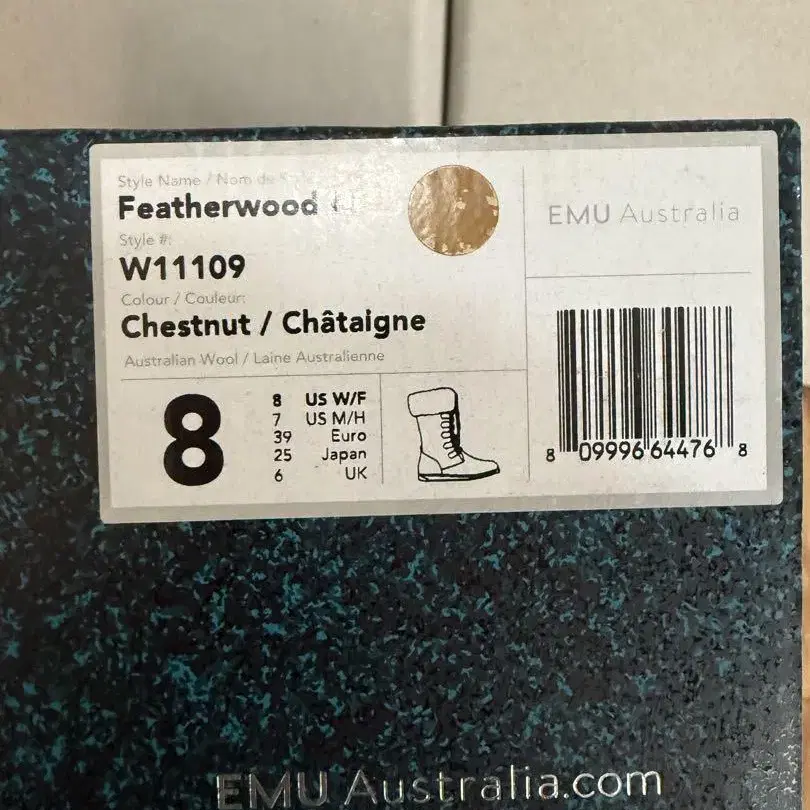 Style Name / Nom de
Featherwood
Style #:
W11109
Colour / Couleur:
Chestnut / Châtaigne
Australian Wool / Laine Australienne
8
8 US W/F
7 US M/H
39 Euro
25 Japan
6 UK
EMU Australia
8 09996 64476 8
EMU Australia.com